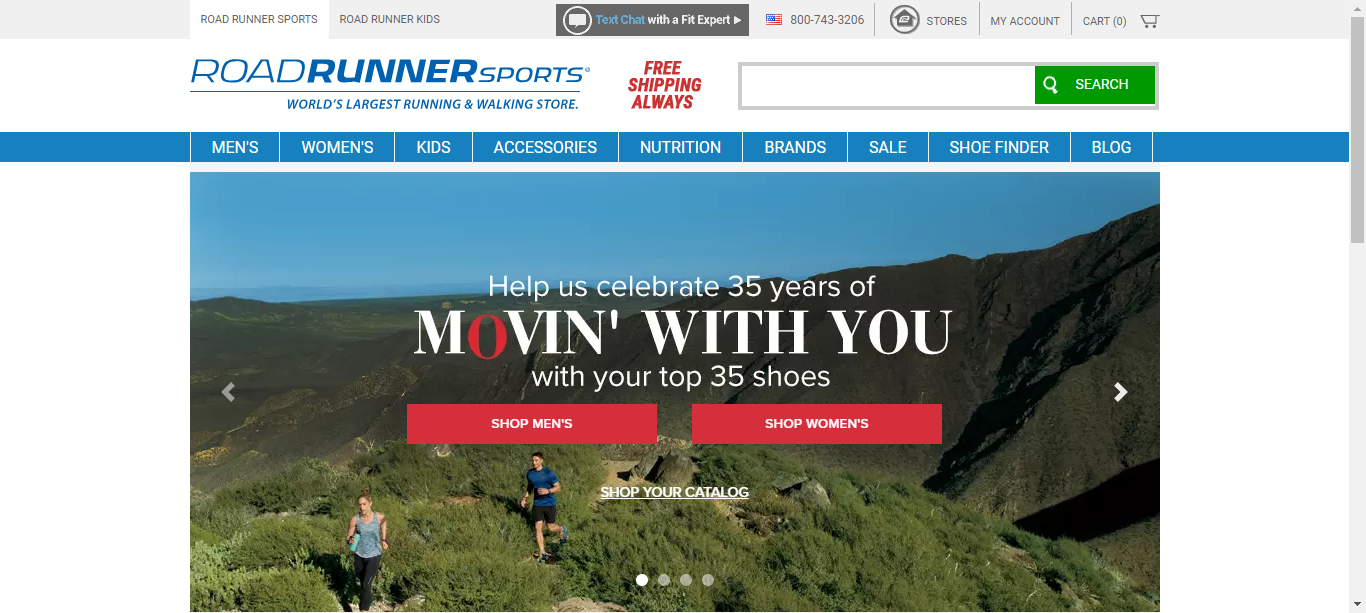 ROAD RUNNER SPORTS
ROAD RUNNER KIDS
Text Chat with a Fit Expert
800-743-3206
STORES
MY ACCOUNT
CART (0)
ROADRUNNERSPORTS®
WORLD'S LARGEST RUNNING & WALKING STORE.
FREE
SHIPPING
ALWAYS
SEARCH
MEN'S
WOMEN'S
KIDS
ACCESSORIES
NUTRITION
BRANDS
SALE
SHOE FINDER
BLOG
Help us celebrate 35 years of
MOVIN' WITH YOU
with your top 35 shoes
SHOP MEN'S
SHOP WOMEN'S
SHOP YOUR CATALOG